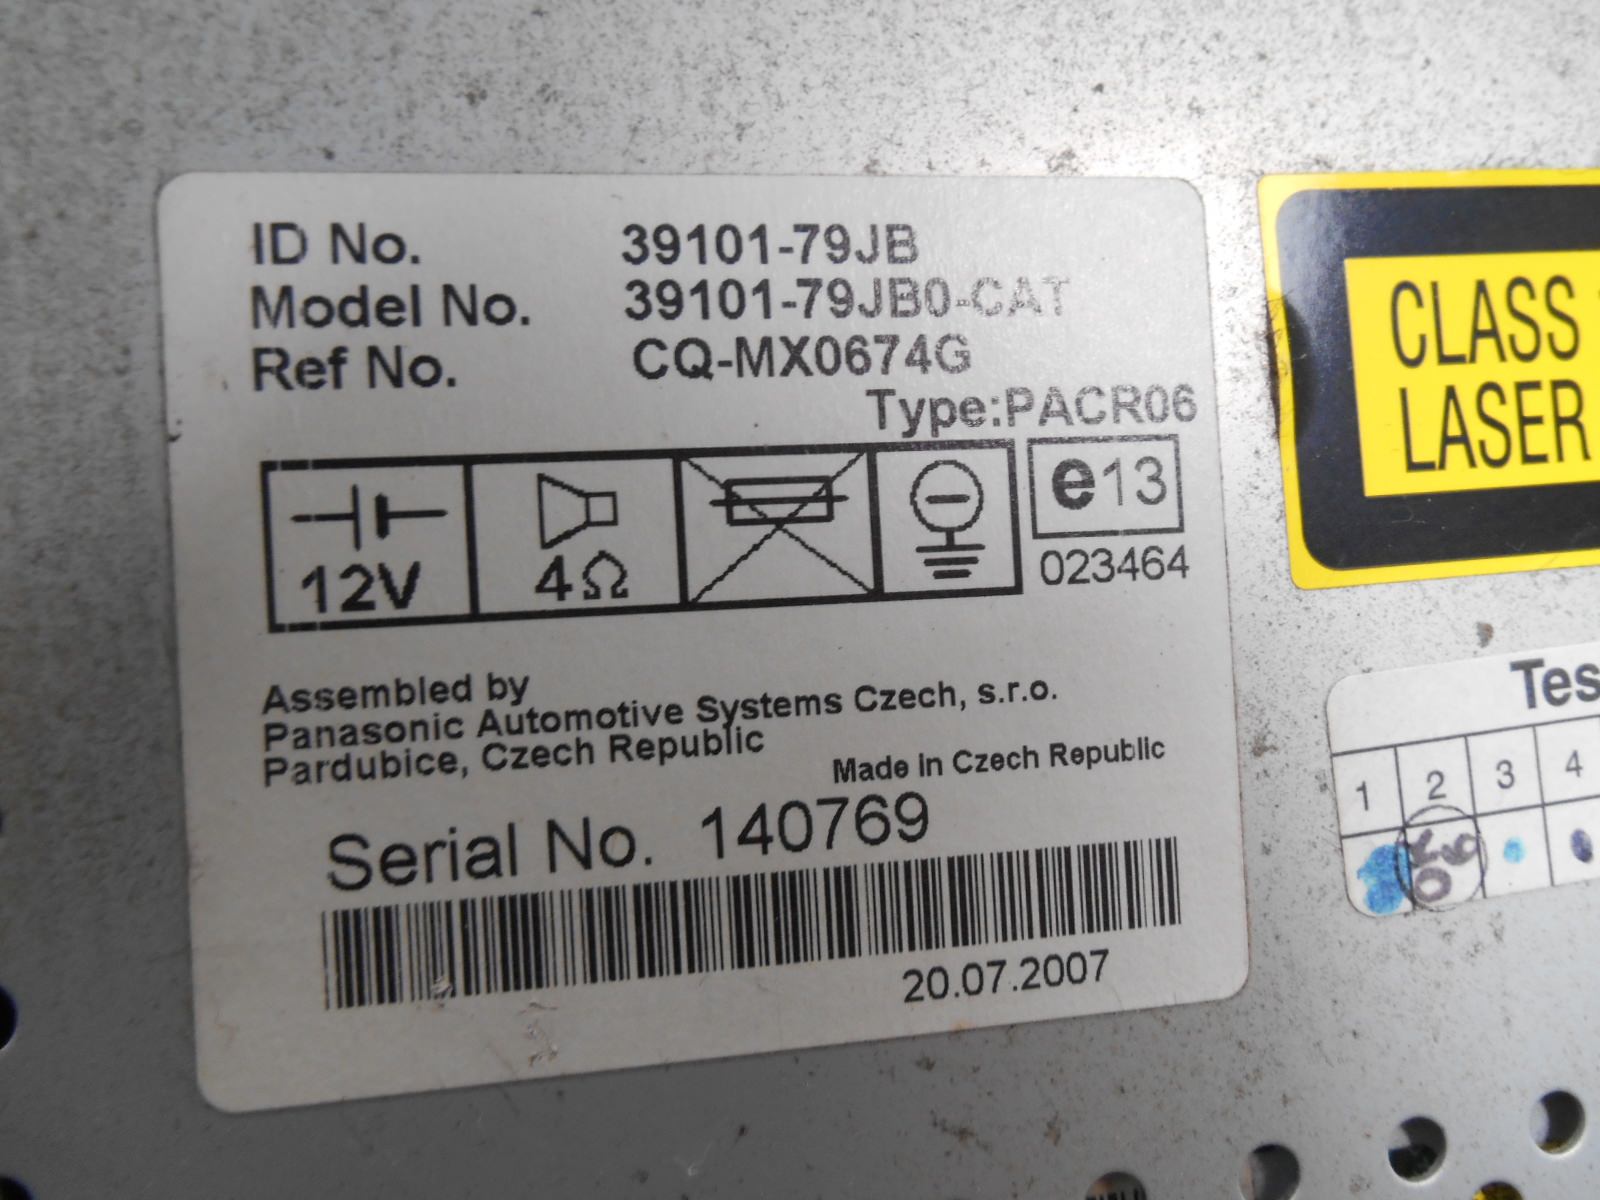 ID No. 39101-79JB
Model No. 39101-79JB0-CAT
Ref No. CQ-MX0674G
Type:PACR06
12V
4Ω
e13
023464
Assembled by
Panasonic Automotive Systems Czech, s.r.o.
Pardubice, Czech Republic
Made in Czech Republic
Serial No. 140769
20.07.2007
CLASS
LASER
Tes
1 2 3 4